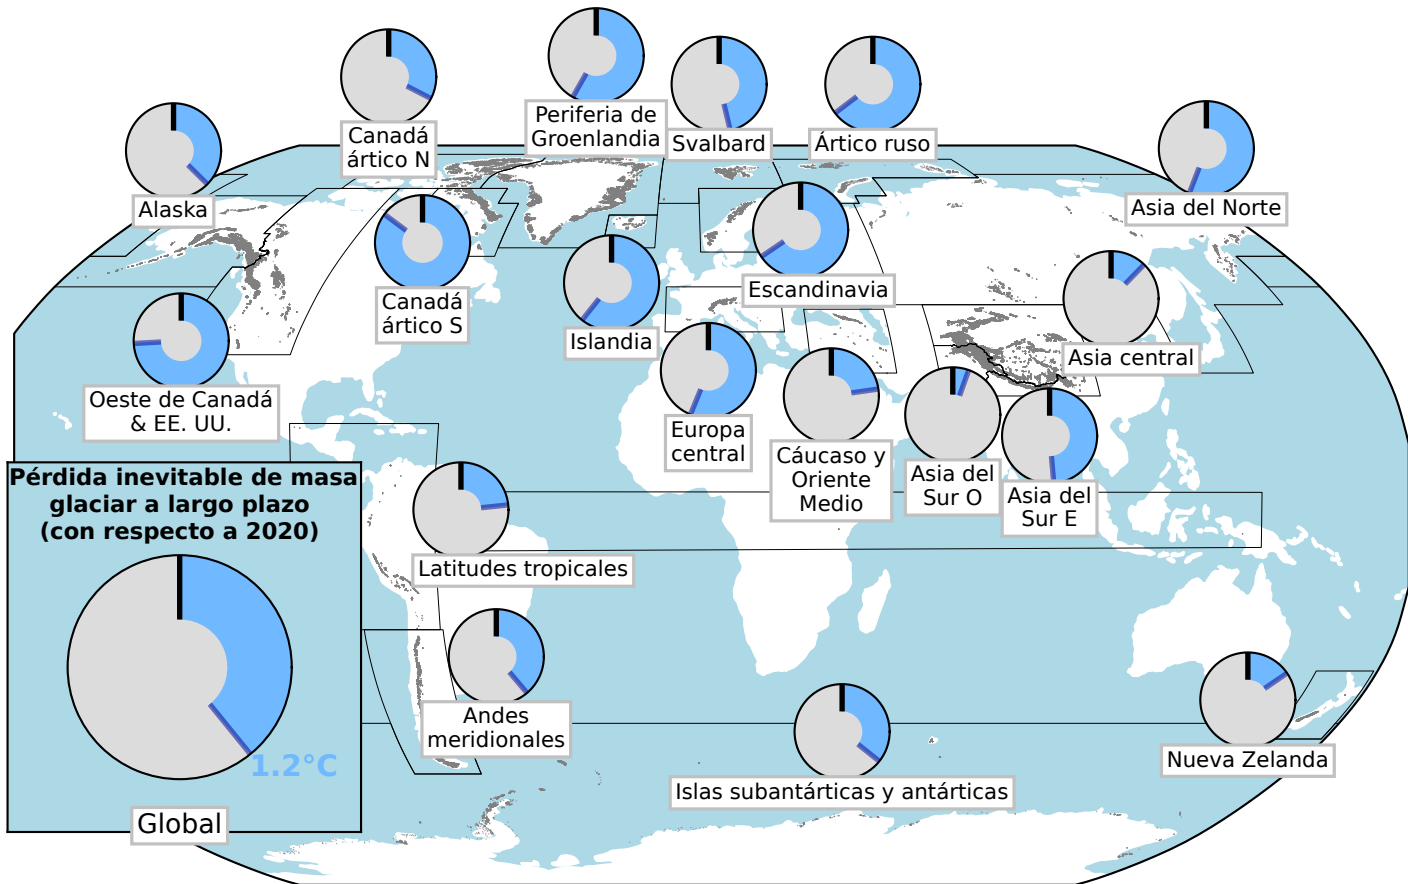 Periferia de
Groenlandia
Canadá
ártico N
Svalbard
Ártico ruso
Alaska
Asia del Norte
Canadá
ártico S
Escandinavia
Islandia
Asia central
Oeste de Canadá
& EE. UU.
Europa
central
Cáucaso y
Oriente
Medio
Asia del
Sur O
Asia del
Sur E
Pérdida inevitable de masa
glaciar a largo plazo
(con respecto a 2020)
1.2°C
Global
Latitudes tropicales
Andes
meridionales
Islas subantárticas y antárticas
Nueva Zelanda